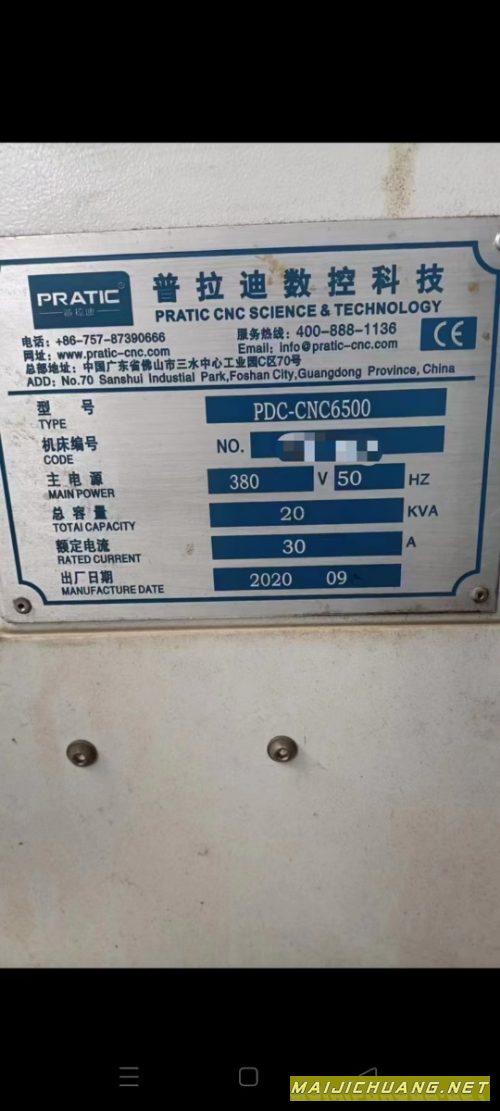 PRATIC
普拉迪
普拉迪数控科技
PRATIC CNC SCIENCE & TECHNOLOGY
电话：+86-757-87390666
服务热线：400-888-1136
网址：www.pratic-cnc.com
Email: info@pratic-cnc.com
CE
总部地址：中国广东省佛山市三水中心工业园C区70号
ADD: No.70 Sanshui Industial Park,Foshan City,Guangdong Province, China
型 号 PDC-CNC6500
TYPE
机床编号 NO.
CODE
主电源 380 V 50 HZ
MAIN POWER
总容量 20 KVA
TOTAI CAPACITY
额定电流 30 A
RATED CURRENT
出厂日期 2020 09
MANUFACTURE DATE
MAIJICHUANG.NET